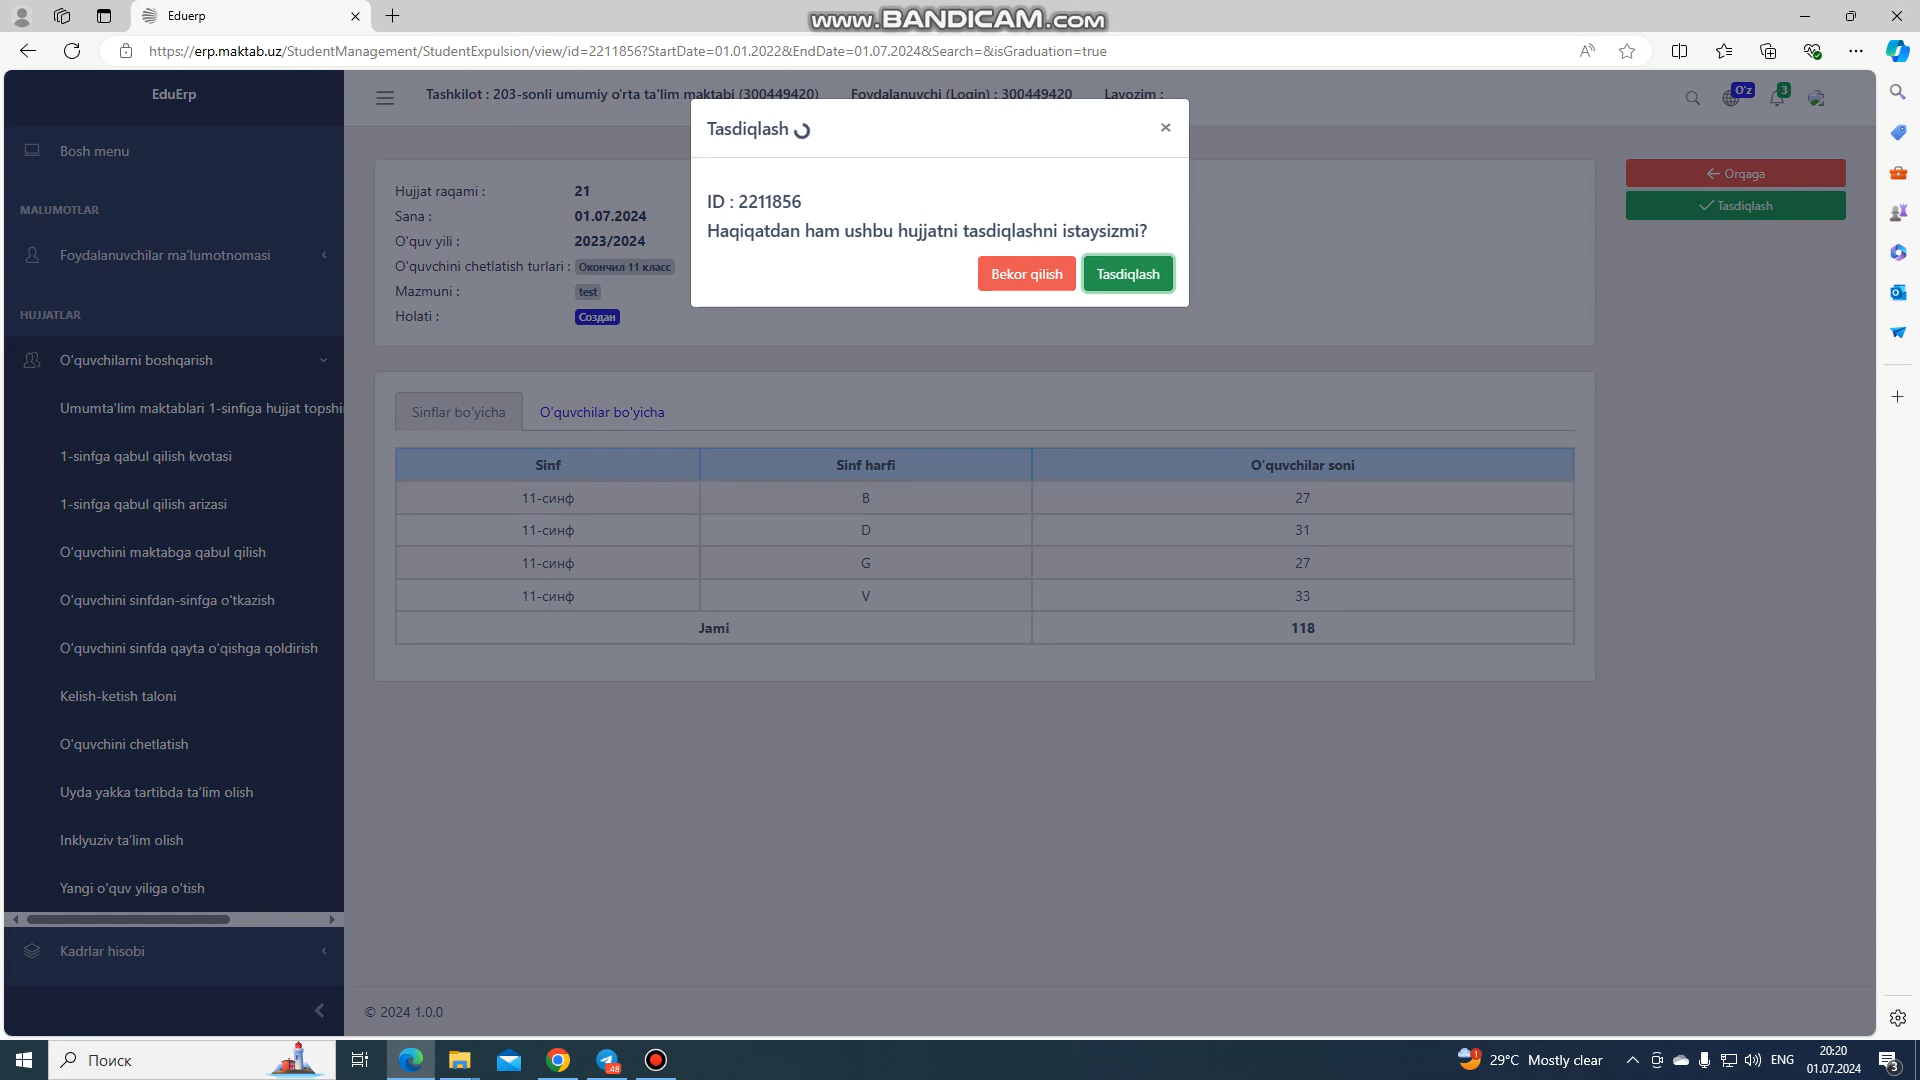 Eduerp
www.BANDICAM.com
https://erp.maktab.uz/StudentManagement/StudentExpulsion/view/id=2211856?StartDate=01.01.2022&EndDate=01.07.2024&Search=&isGraduation=true
EduErp
Tashkilot : 203-sonli umumiy o'rta ta'lim maktabi (300449420) Foydalanuvchi (Login) : 300449420 Lavozim :
O'z
3
Bosh menu
MALUMOTLAR
Foydalanuvchilar ma'lumotnomasi
HUJJATLAR
O'quvchilarni boshqarish
Umumta'lim maktablari 1-sinfiga hujjat topshi
1-sinfga qabul qilish kvotasi
1-sinfga qabul qilish arizasi
O'quvchini maktabga qabul qilish
O'quvchini sinfdan-sinfga o'tkazish
O'quvchini sinfda qayta o'qishga qoldirish
Kelish-ketish taloni
O'quvchini chetlatish
Uyda yakka tartibda ta'lim olish
Inklyuziv ta'lim olish
Yangi o'quv yiliga o'tish
Kadrlar hisobi
Tasdiqlash
×
ID : 2211856
Haqiqatdan ham ushbu hujjatni tasdiqlashni istaysizmi?
Bekor qilish Tasdiqlash
Hujjat raqami : 21
Sana : 01.07.2024
O'quv yili : 2023/2024
O'quvchini chetlatish turlari : Окончил 11 класс
Mazmuni : test
Holati : Создан
Orqaga
Tasdiqlash
Sinflar bo'yicha O'quvchilar bo'yicha
Sinf Sinf harfi O'quvchilar soni
11-синф B 27
11-синф D 31
11-синф G 27
11-синф V 33
Jami 118
© 2024 1.0.0
Поиск
48
1
29°C Mostly clear
ENG
20:20
01.07.2024
3